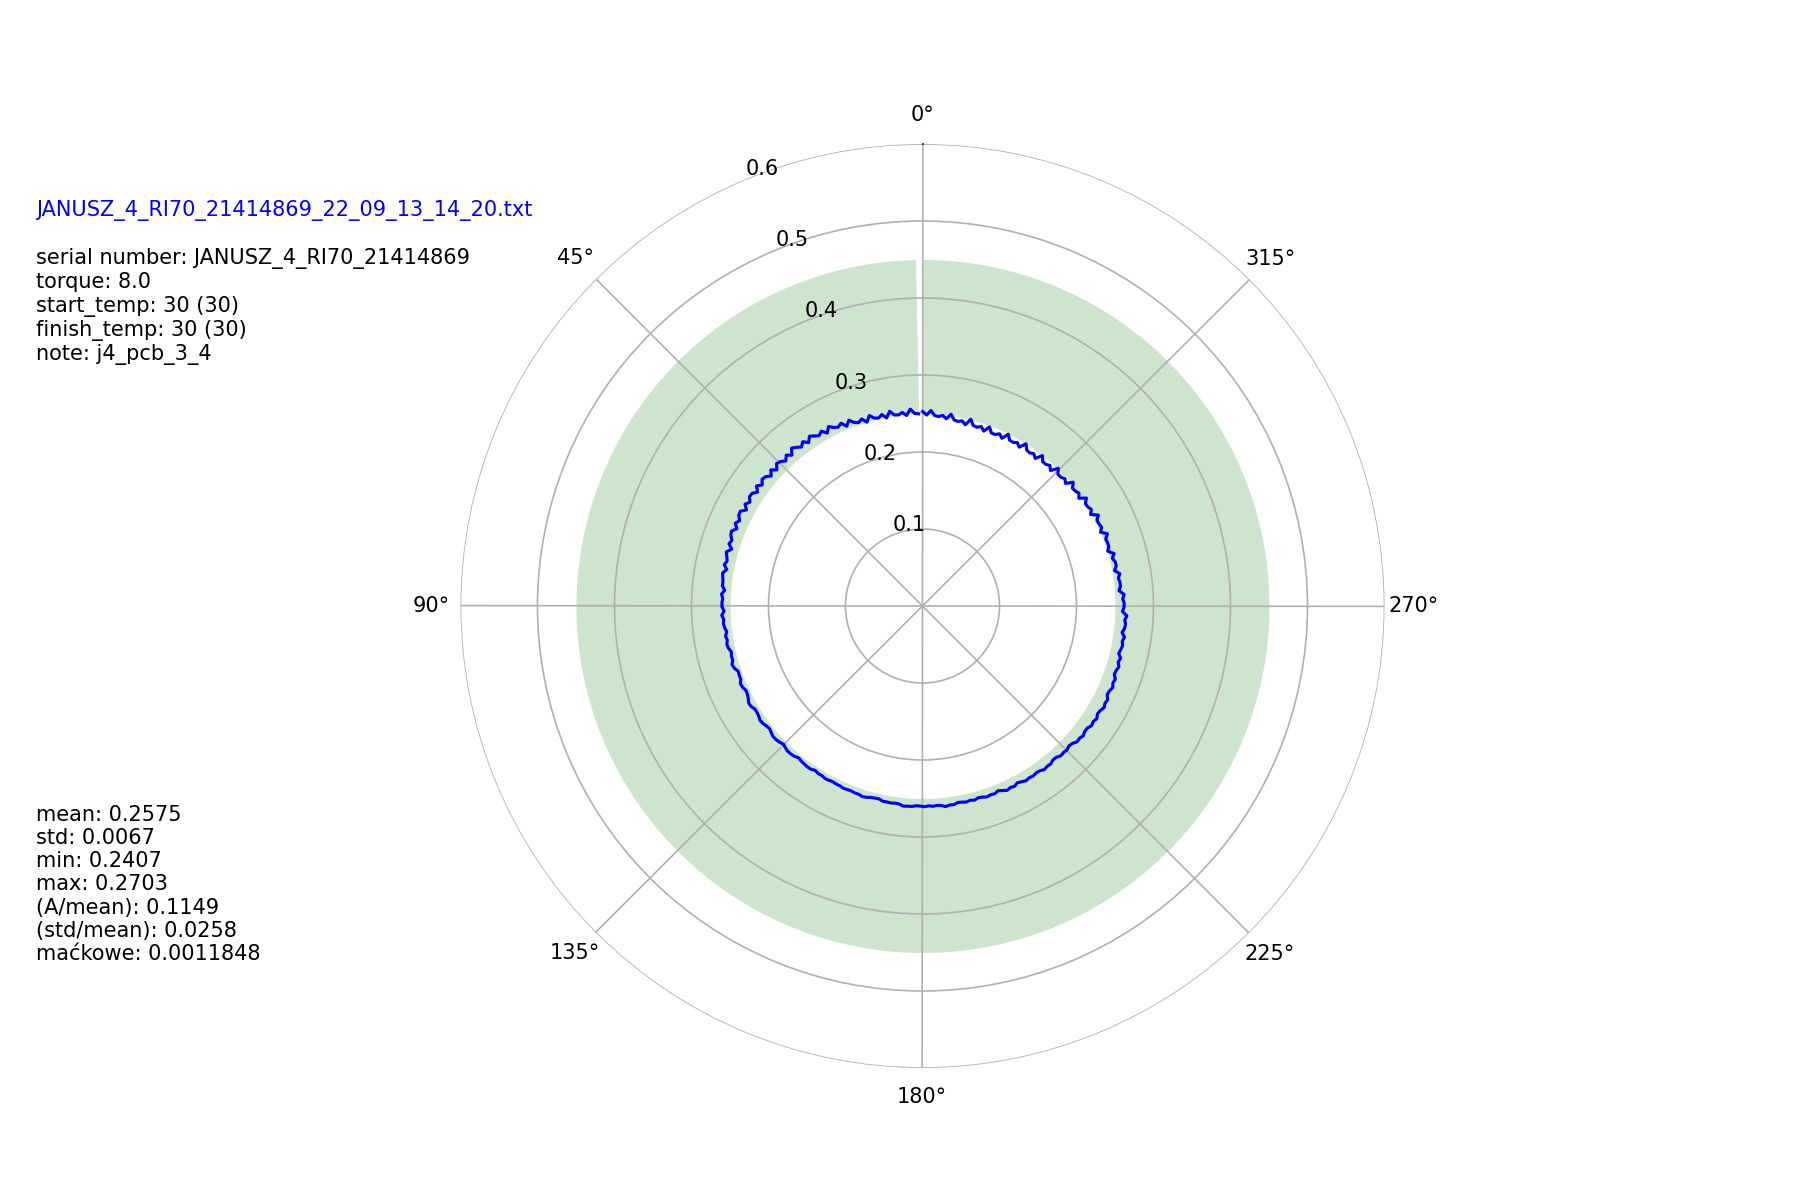 0°
0.6
JANUSZ_4_RI70_21414869_22_09_13_14_20.txt
0.5
serial number: JANUSZ_4_RI70_21414869
45°
315°
torque: 8.0
start_temp: 30 (30)
0.4
finish_temp: 30 (30)
note: j4_pcb_3_4
0.3
0.2
0.1
90°
270°
mean: 0.2575
std: 0.0067
min: 0.2407
max: 0.2703
(A/mean): 0.1149
(std/mean): 0.0258
maćkowe: 0.0011848
135°
225°
180°